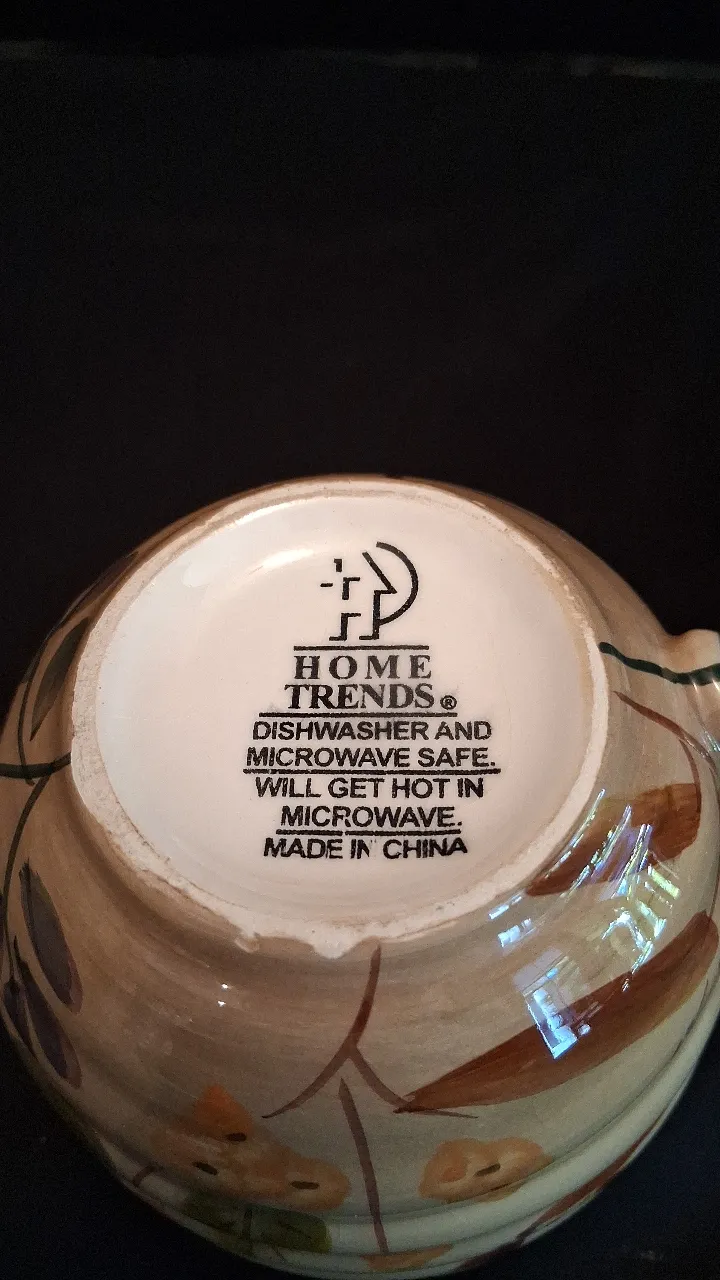 HOME
TRENDS®
DISHWASHER AND
MICROWAVE SAFE.
WILL GET HOT IN
MICROWAVE.
MADE IN CHINA